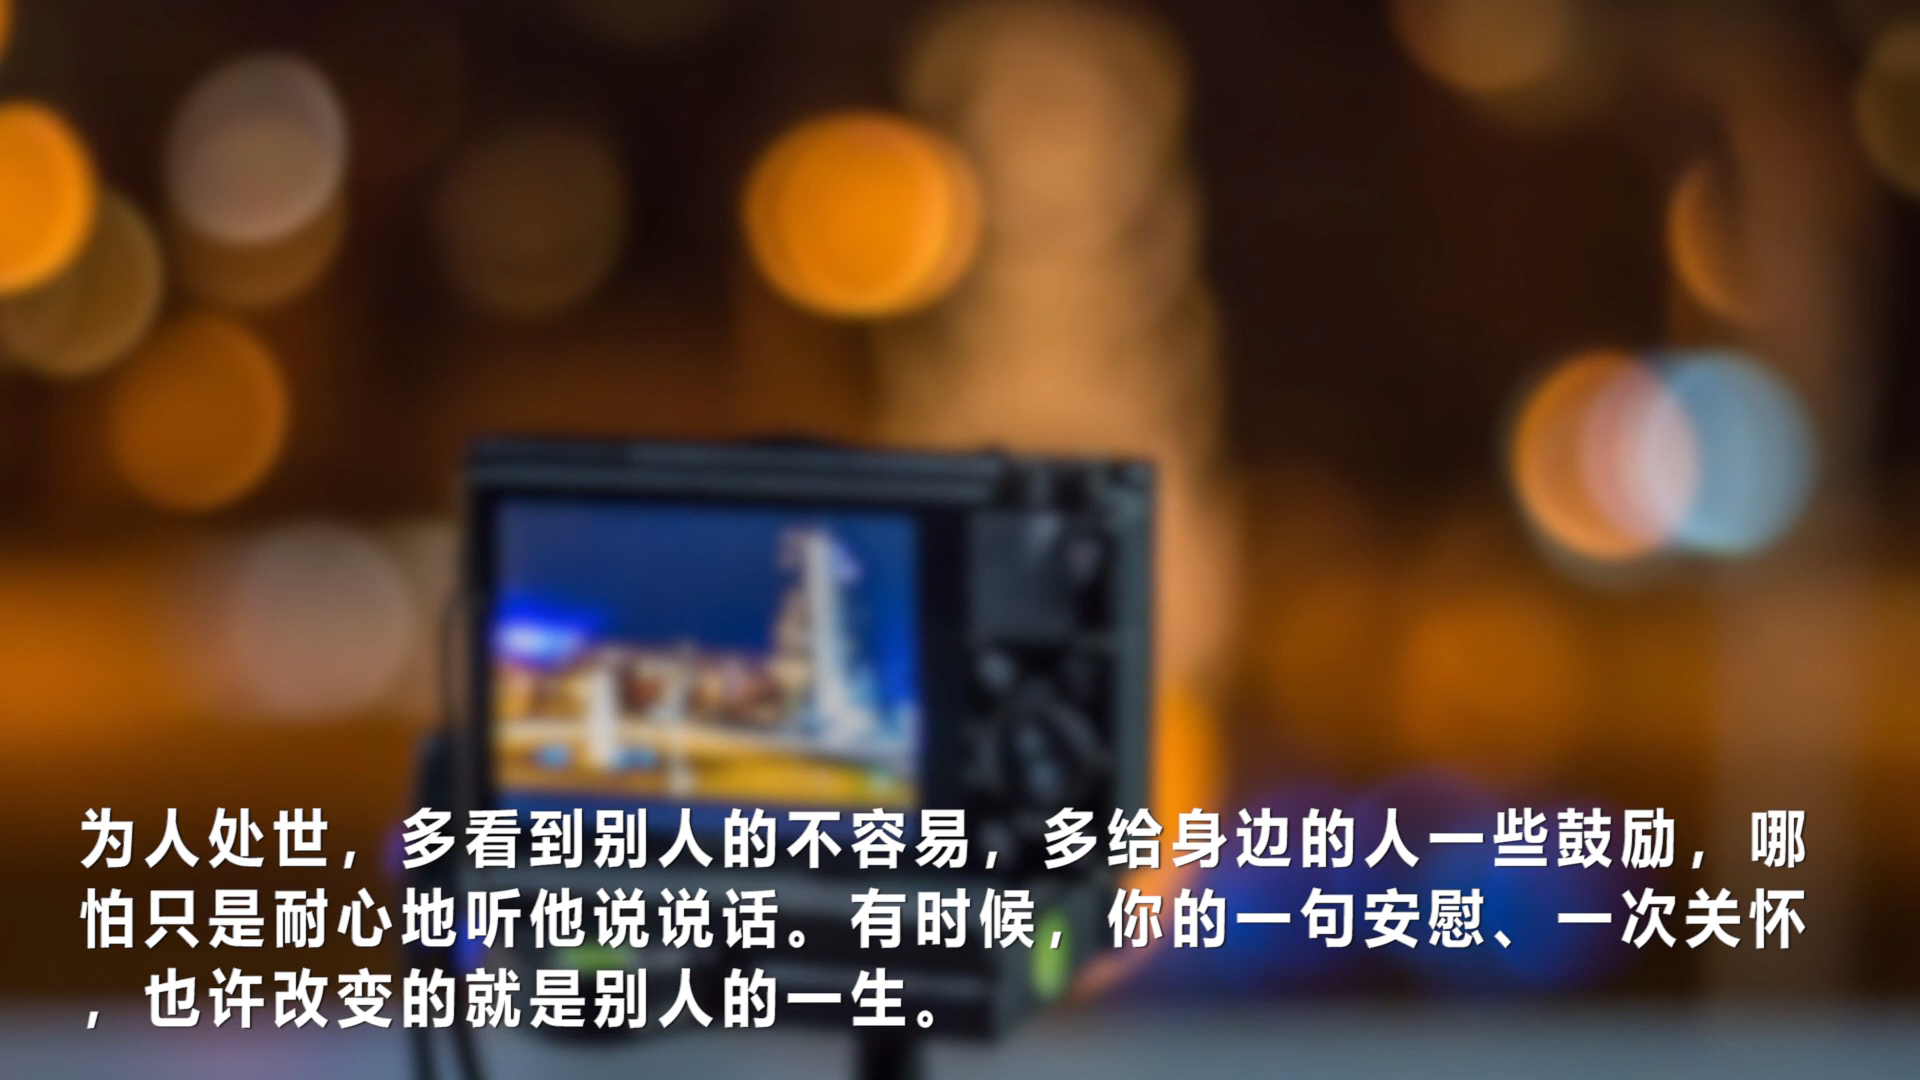 为人处世，多看到别人的不容易，多给身边的人一些鼓励，哪
怕只是耐心地听他说说话。有时候，你的一句安慰、一次关怀
，也许改变的就是别人的一生。